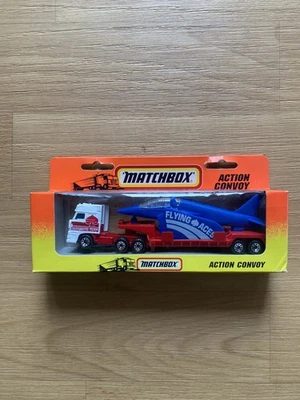 MATCHBOX
ACTION
CONVOY
FLYING ACES
MATCHBOX
ACTION CONVOY